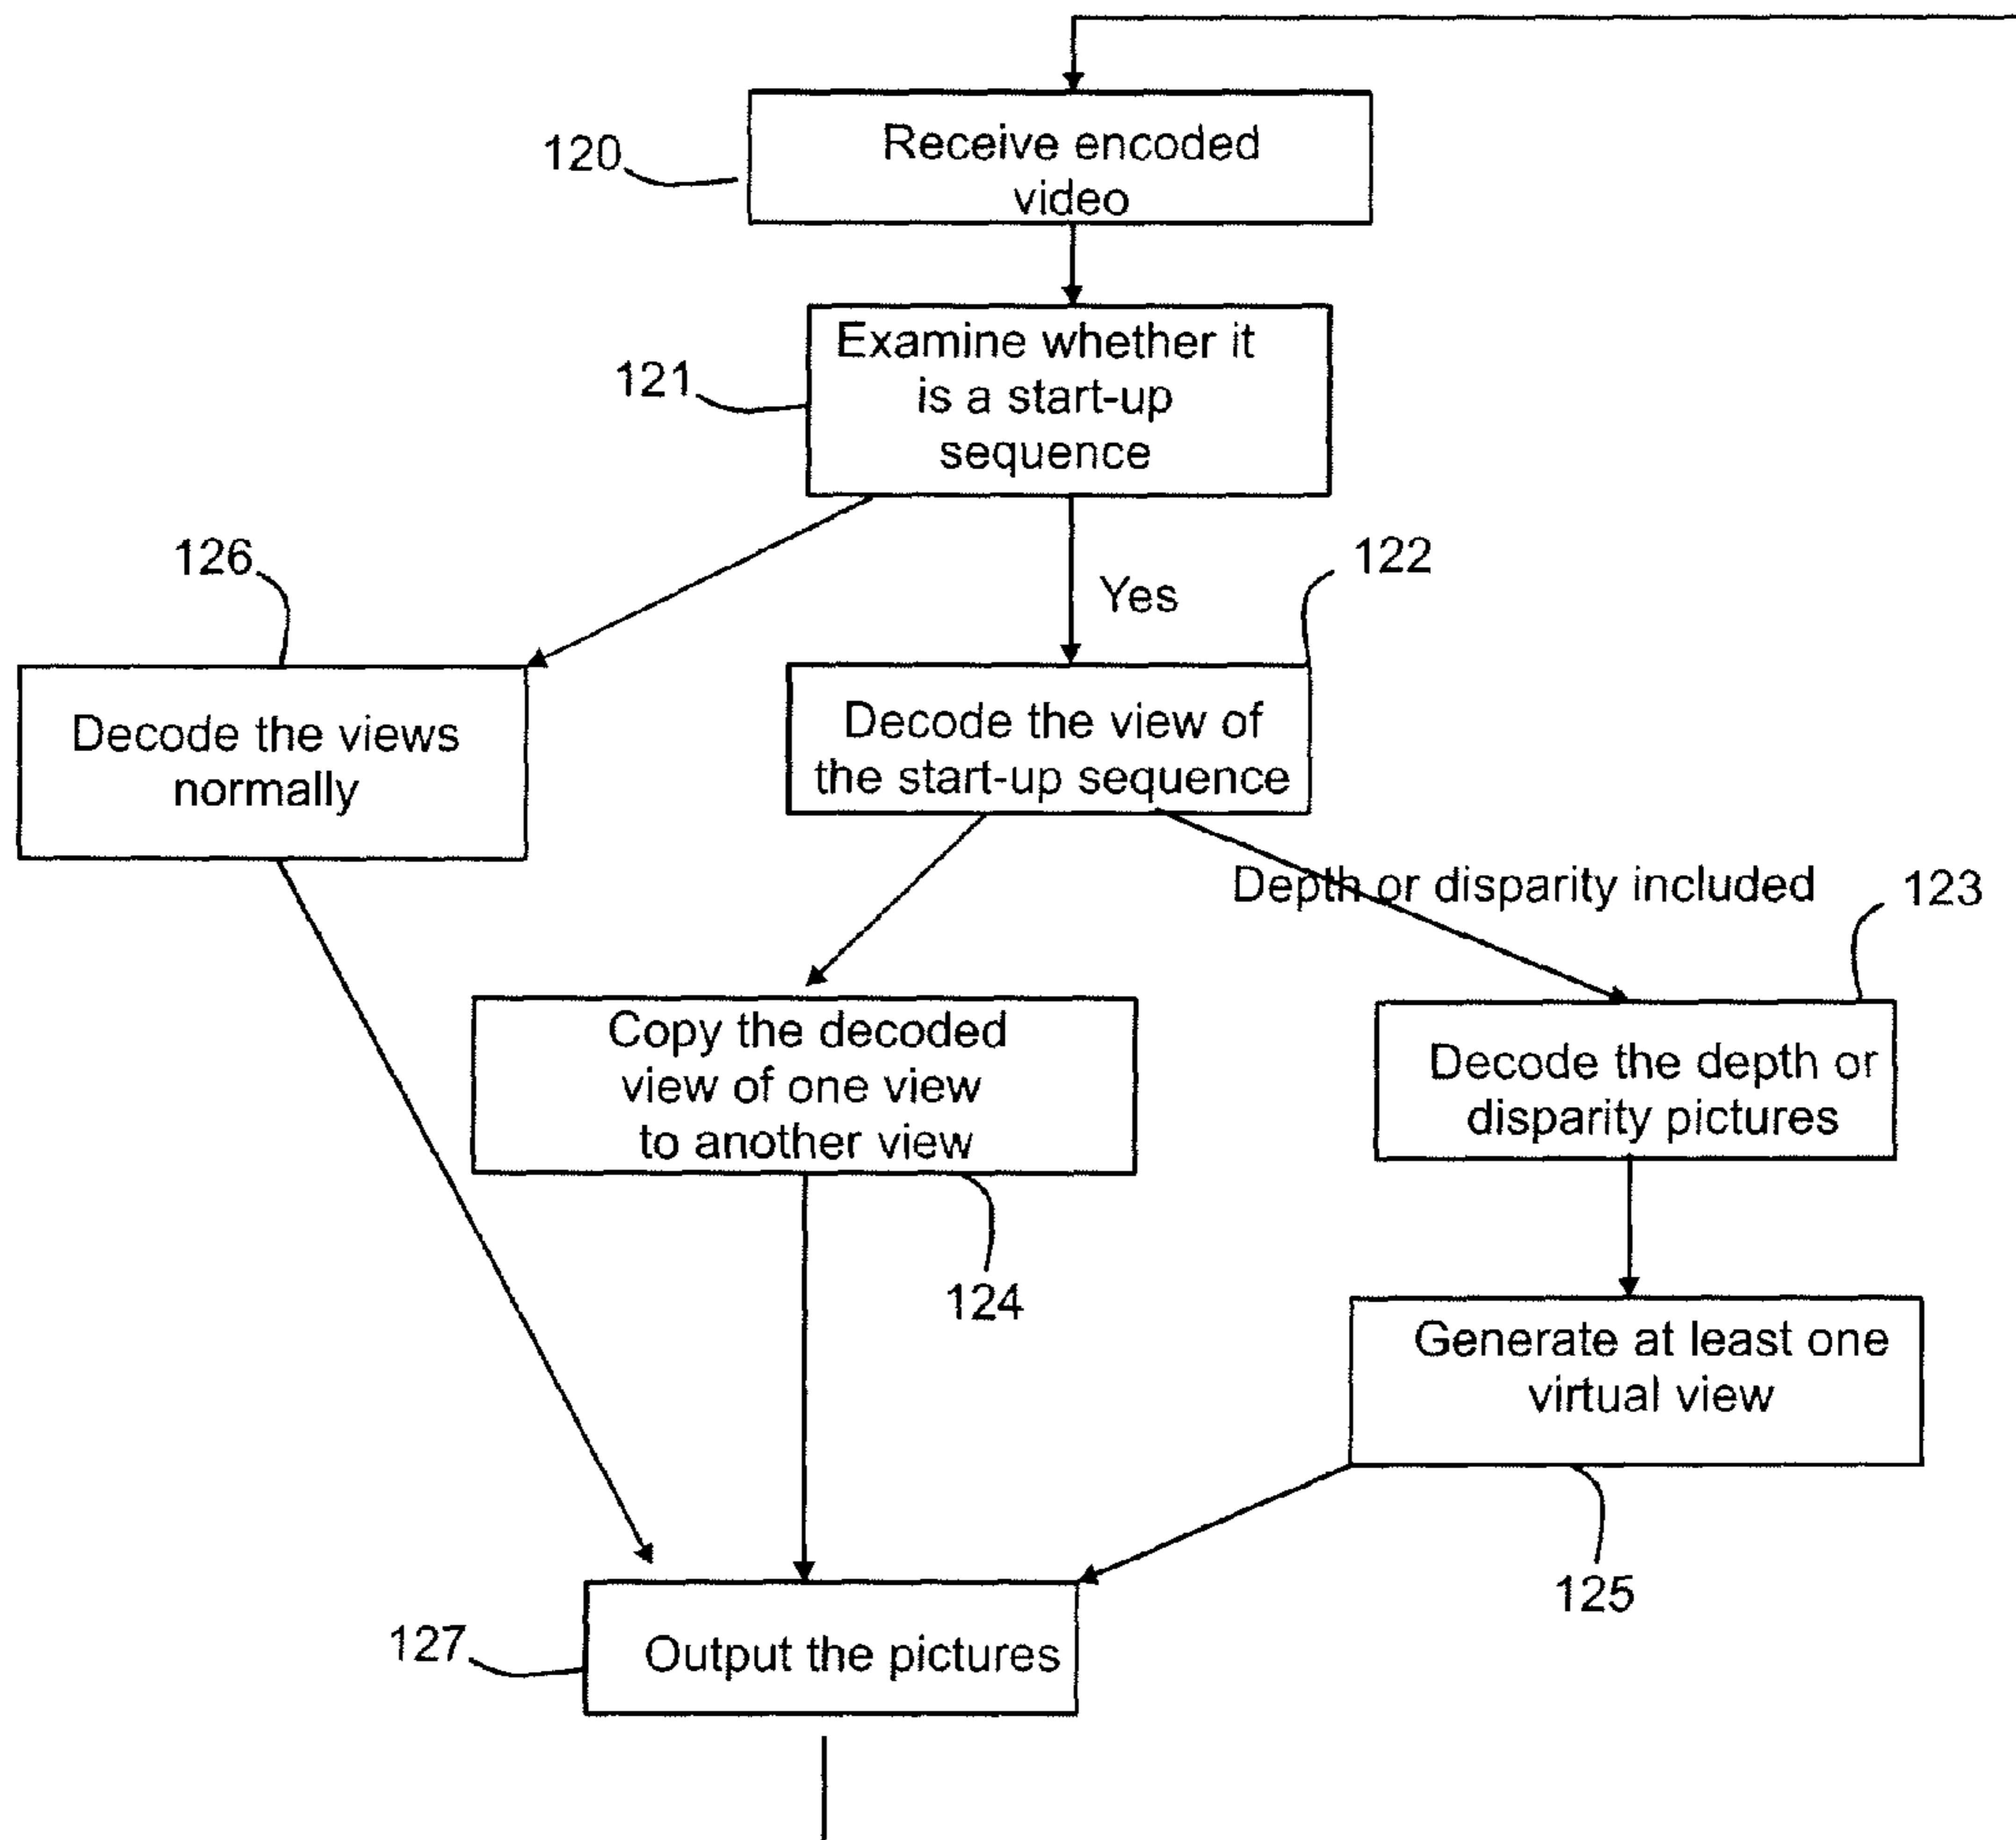 120
Receive encoded
video
121
Examine whether it
is a start-up
sequence
126
Yes
122
Decode the views
normally
Decode the view of
the start-up sequence
Depth or disparity included
123
Copy the decoded
view of one view
to another view
Decode the depth or
disparity pictures
124
Generate at least one
virtual view
125
127
Output the pictures